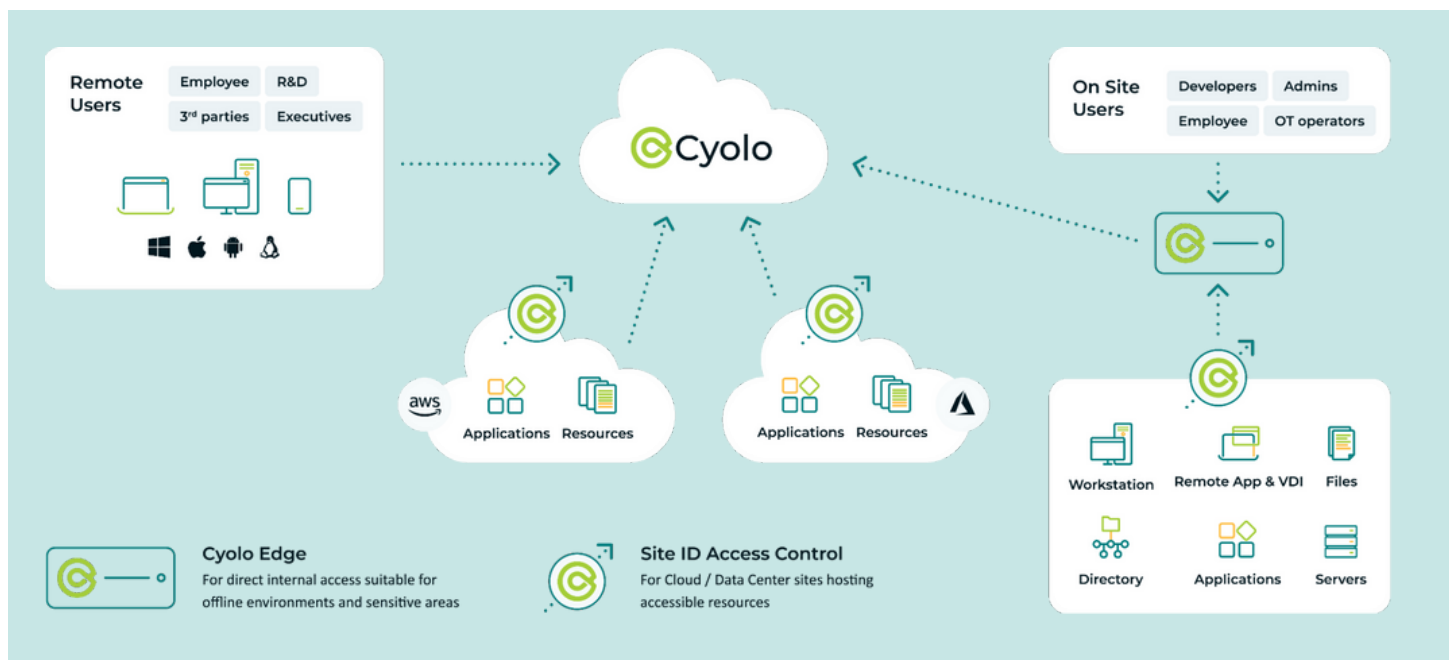 Remote
Users
Employee
R&D
3rd parties
Executives
Cyolo
On Site
Users
Developers
Admins
Employee
OT operators
aws
Applications
Resources
Applications
Resources
Workstation
Remote App & VDI
Files
Directory
Applications
Servers
Cyolo Edge
For direct internal access suitable for
offline environments and sensitive areas
Site ID Access Control
For Cloud / Data Center sites hosting
accessible resources